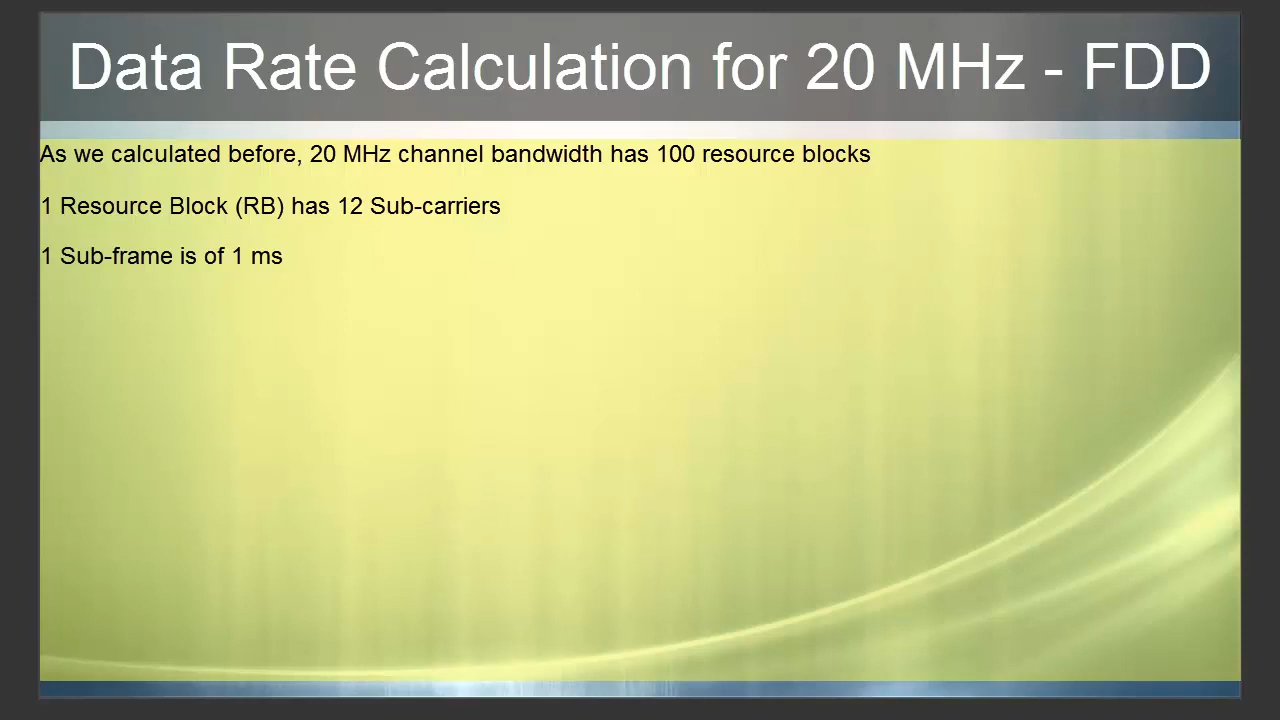 Data Rate Calculation for 20 MHz - FDD
As we calculated before, 20 MHz channel bandwidth has 100 resource blocks
1 Resource Block (RB) has 12 Sub-carriers
1 Sub-frame is of 1 ms